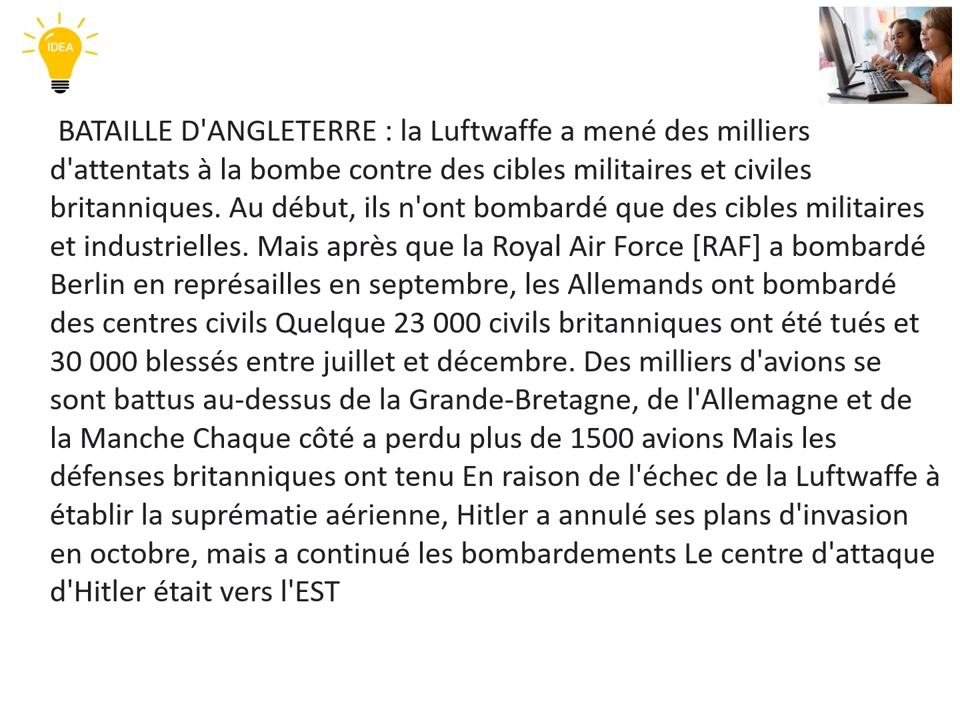 IDEA
BATAILLE D'ANGLETERRE : la Luftwaffe a mené des milliers
d'attentats à la bombe contre des cibles militaires et civiles
britanniques. Au début, ils n'ont bombardé que des cibles militaires
et industrielles. Mais après que la Royal Air Force [RAF] a bombardé
Berlin en représailles en septembre, les Allemands ont bombardé
des centres civils Quelque 23 000 civils britanniques ont été tués et
30 000 blessés entre juillet et décembre. Des milliers d'avions se
sont battus au-dessus de la Grande-Bretagne, de l'Allemagne et de
la Manche Chaque côté a perdu plus de 1500 avions Mais les
défenses britanniques ont tenu En raison de l'échec de la Luftwaffe à
établir la suprématie aérienne, Hitler a annulé ses plans d'invasion
en octobre, mais a continué les bombardements Le centre d'attaque
d'Hitler était vers l'EST